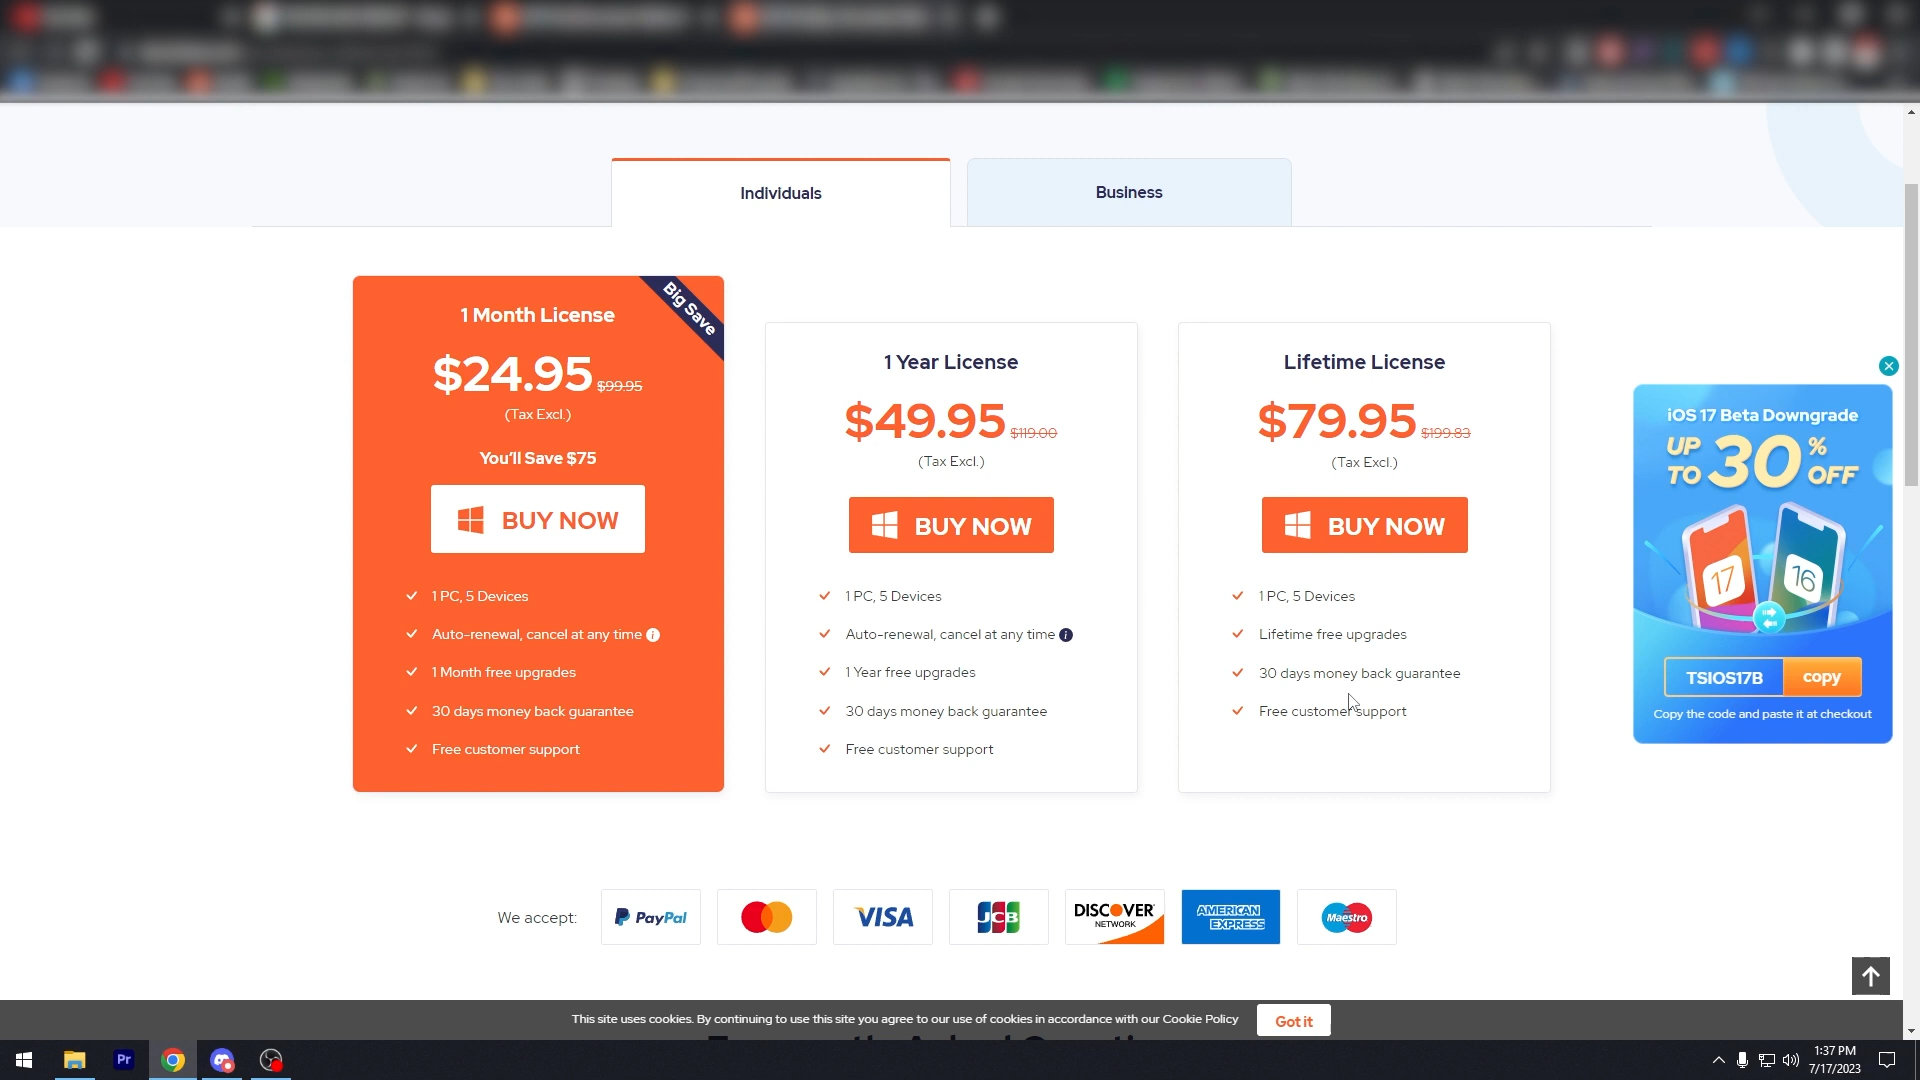 Individuals
Business
Big Save
1 Month License
$24.95 $99.95
(Tax Excl.)
You'll Save $75
BUY NOW
1 PC, 5 Devices
Auto-renewal, cancel at any time i
1 Month free upgrades
30 days money back guarantee
Free customer support
1 Year License
$49.95 $119.00
(Tax Excl.)
BUY NOW
1 PC, 5 Devices
Auto-renewal, cancel at any time i
1 Year free upgrades
30 days money back guarantee
Free customer support
Lifetime License
$79.95 $199.83
(Tax Excl.)
BUY NOW
1 PC, 5 Devices
Lifetime free upgrades
30 days money back guarantee
Free customer support
iOS 17 Beta Downgrade
UP TO 30% OFF
17
16
TSIOS17B copy
Copy the code and paste it at checkout
We accept:
PayPal
VISA
JCB
DISCOVER
NETWORK
AMERICAN
EXPRESS
Maestro
This site uses cookies. By continuing to use this site you agree to our use of cookies in accordance with our Cookie Policy
Got it
Pr
1:37 PM
7/17/2023